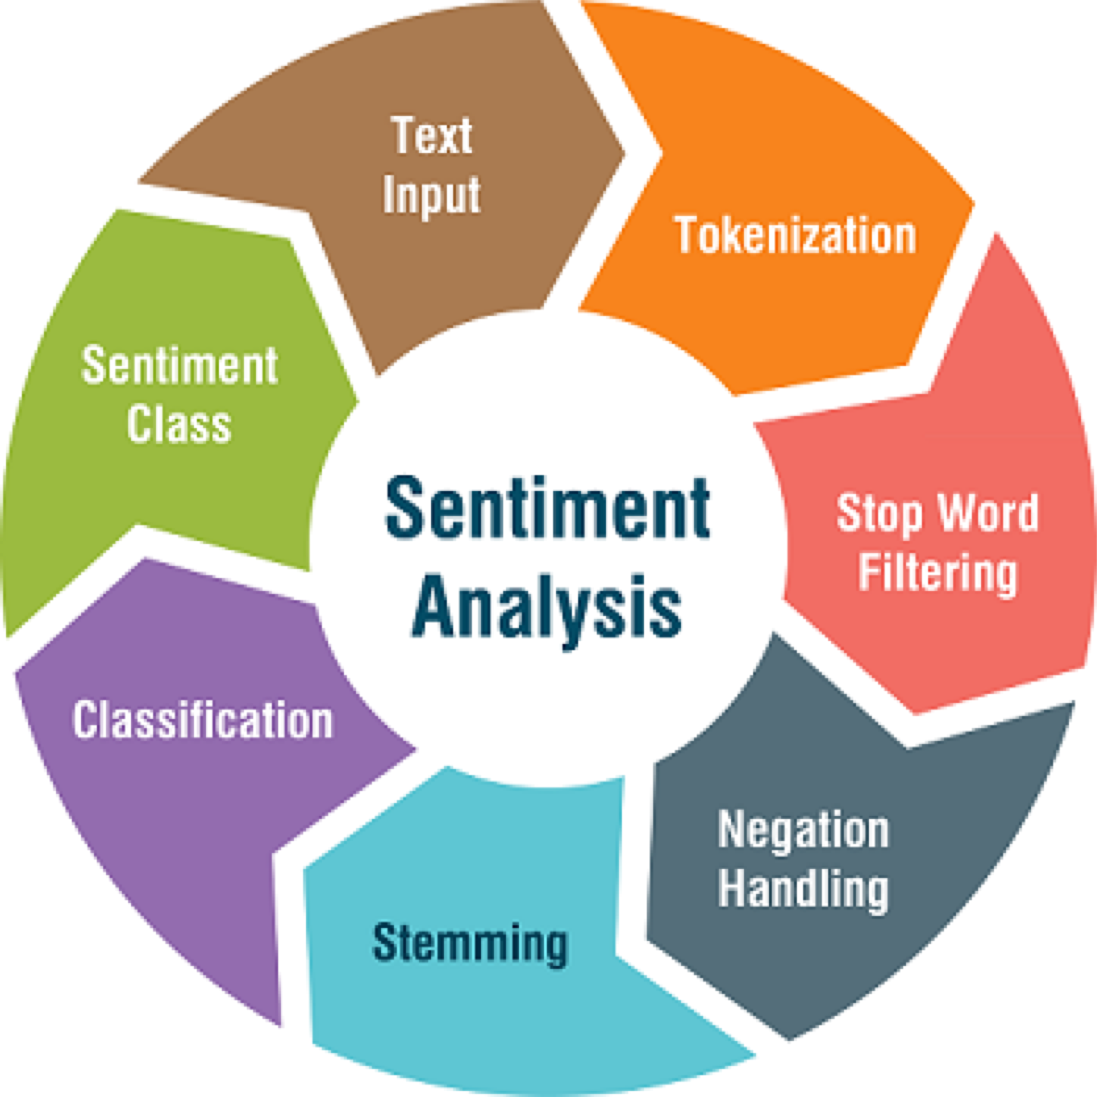 Text
Input
Tokenization
Stop Word
Filtering
Negation
Handling
Stemming
Classification
Sentiment
Class
Sentiment
Analysis